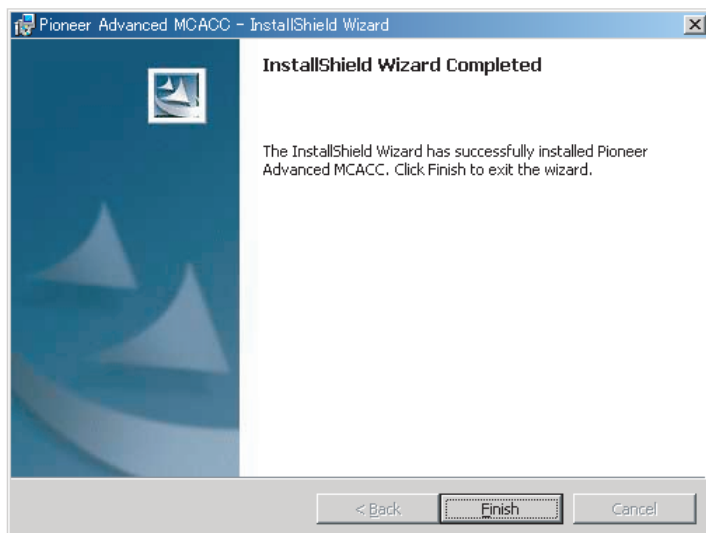 Pioneer Advanced MCACC - InstallShield Wizard
InstallShield Wizard Completed
The InstallShield Wizard has successfully installed Pioneer
Advanced MCACC. Click Finish to exit the wizard.
< Back
Finish
Cancel